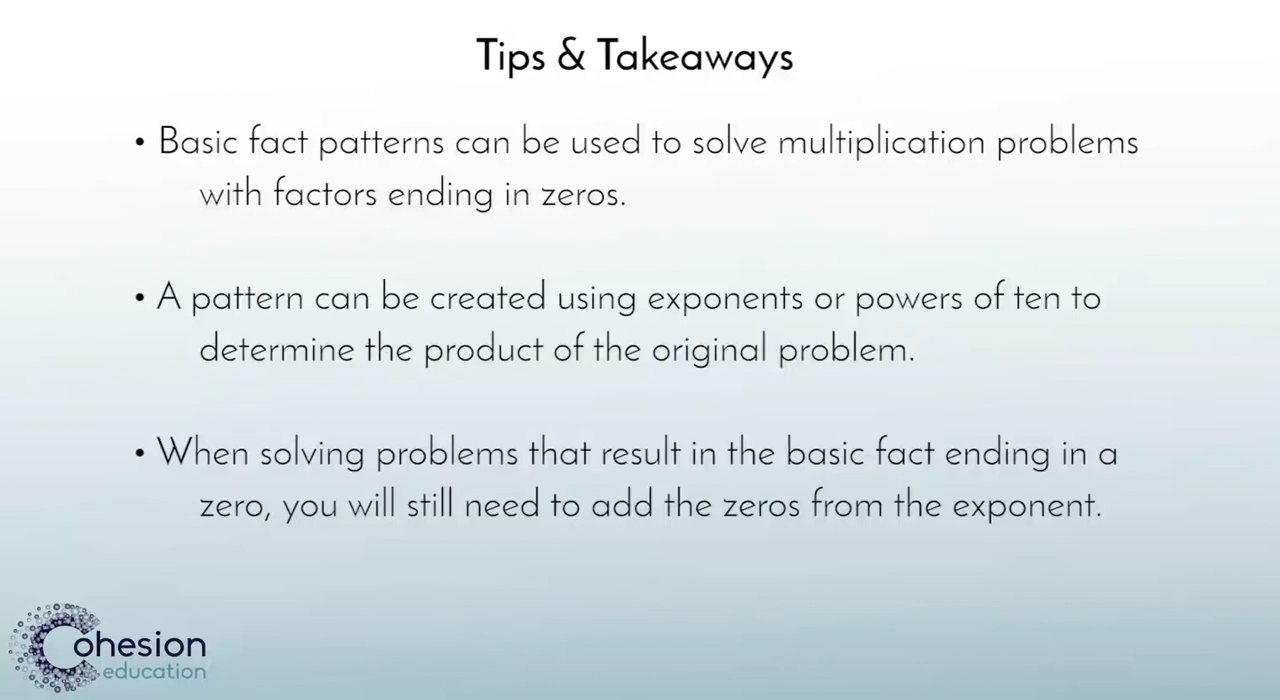 Tips & Takeaways
• Basic fact patterns can be used to solve multiplication problems
with factors ending in zeros.
• A pattern can be created using exponents or powers of ten to
determine the product of the original problem.
• When solving problems that result in the basic fact ending in a
zero, you will still need to add the zeros from the exponent.
Cohesion
education